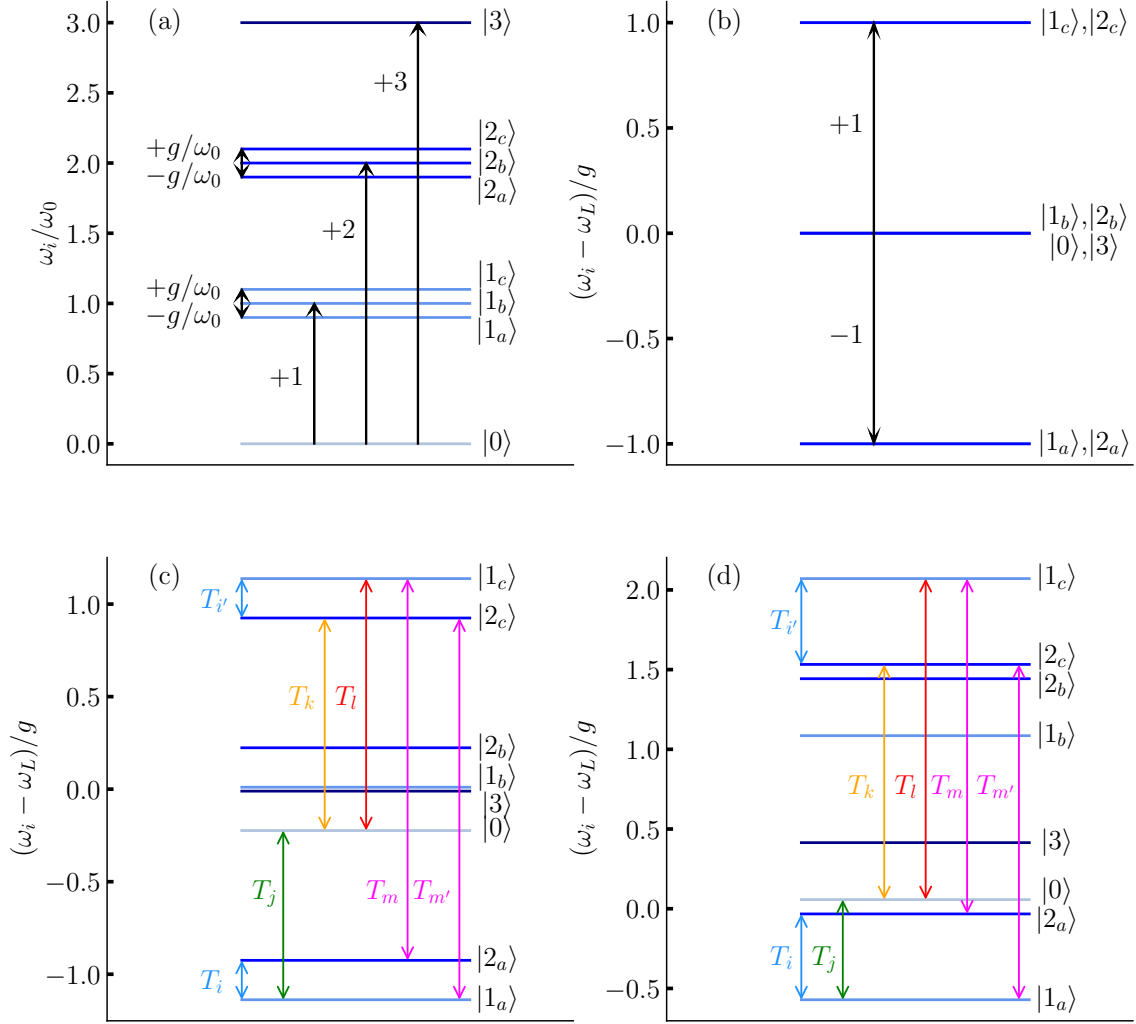 (a)
ω_i/ω_0
3.0
2.5
2.0
1.5
1.0
0.5
0.0
|3⟩
|2_c⟩
|2_b⟩
|2_a⟩
|1_c⟩
|1_b⟩
|1_a⟩
|0⟩
+g/ω_0
−g/ω_0
+g/ω_0
−g/ω_0
+3
+2
+1
(b)
(ω_i − ω_L)/g
1.0
0.5
0.0
−0.5
−1.0
|1_c⟩,|2_c⟩
|1_b⟩,|2_b⟩
|0⟩,|3⟩
|1_a⟩,|2_a⟩
+1
−1
(c)
(ω_i − ω_L)/g
1.0
0.5
0.0
−0.5
−1.0
|1_c⟩
|2_c⟩
|2_b⟩
|1_b⟩
|3⟩
|0⟩
|2_a⟩
|1_a⟩
T_{i'}
T_k
T_l
T_j
T_m
T_{m'}
T_i
(d)
(ω_i − ω_L)/g
2.0
1.5
1.0
0.5
0.0
−0.5
|1_c⟩
|2_c⟩
|2_b⟩
|1_b⟩
|3⟩
|0⟩
|2_a⟩
|1_a⟩
T_{i'}
T_k
T_l
T_m
T_{m'}
T_i
T_j